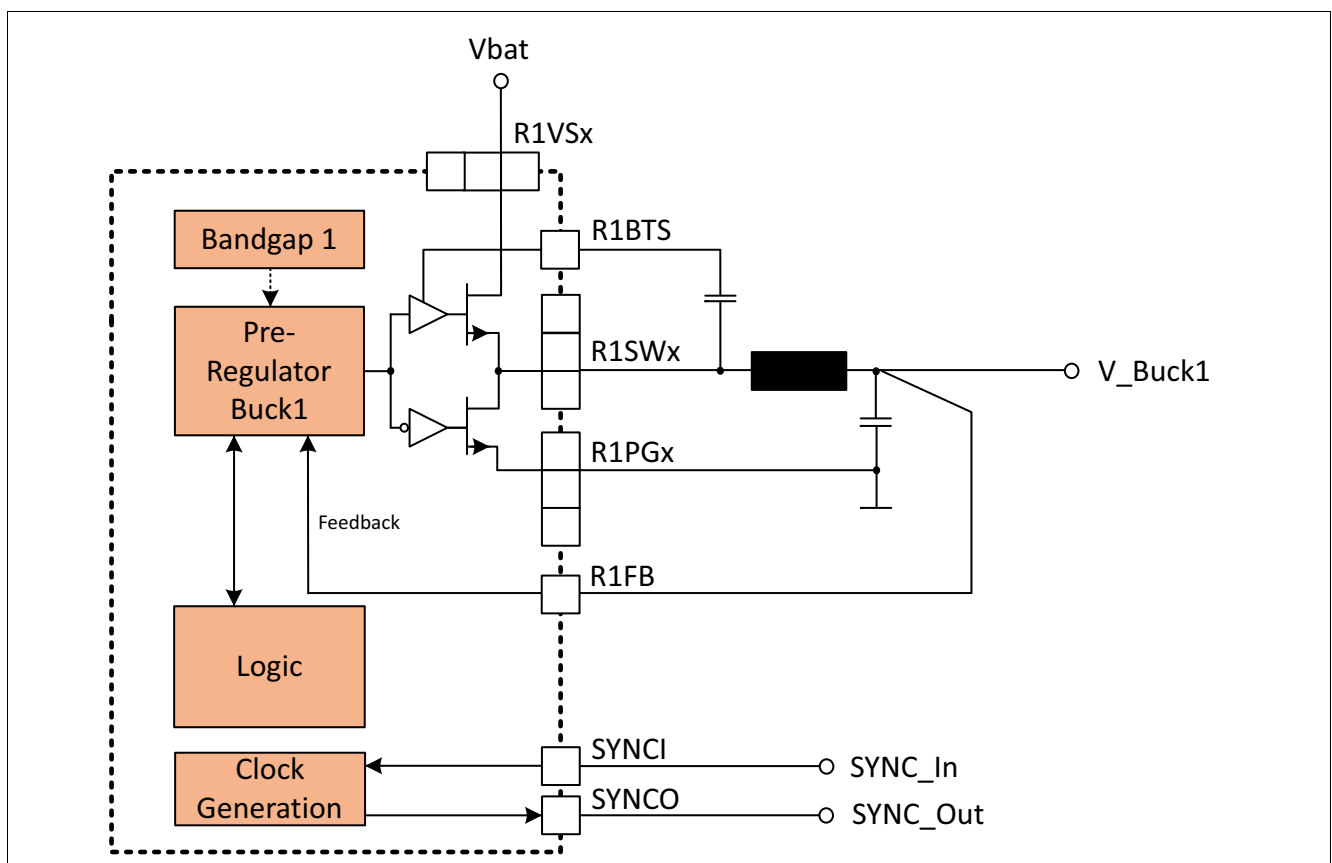 Vbat
R1VSx
Bandgap 1
R1BTS
Pre-
Regulator
Buck1
R1SWx
V_Buck1
R1PGx
Feedback
R1FB
Logic
SYNCI
Clock
Generation
SYNC_In
SYNCO
SYNC_Out